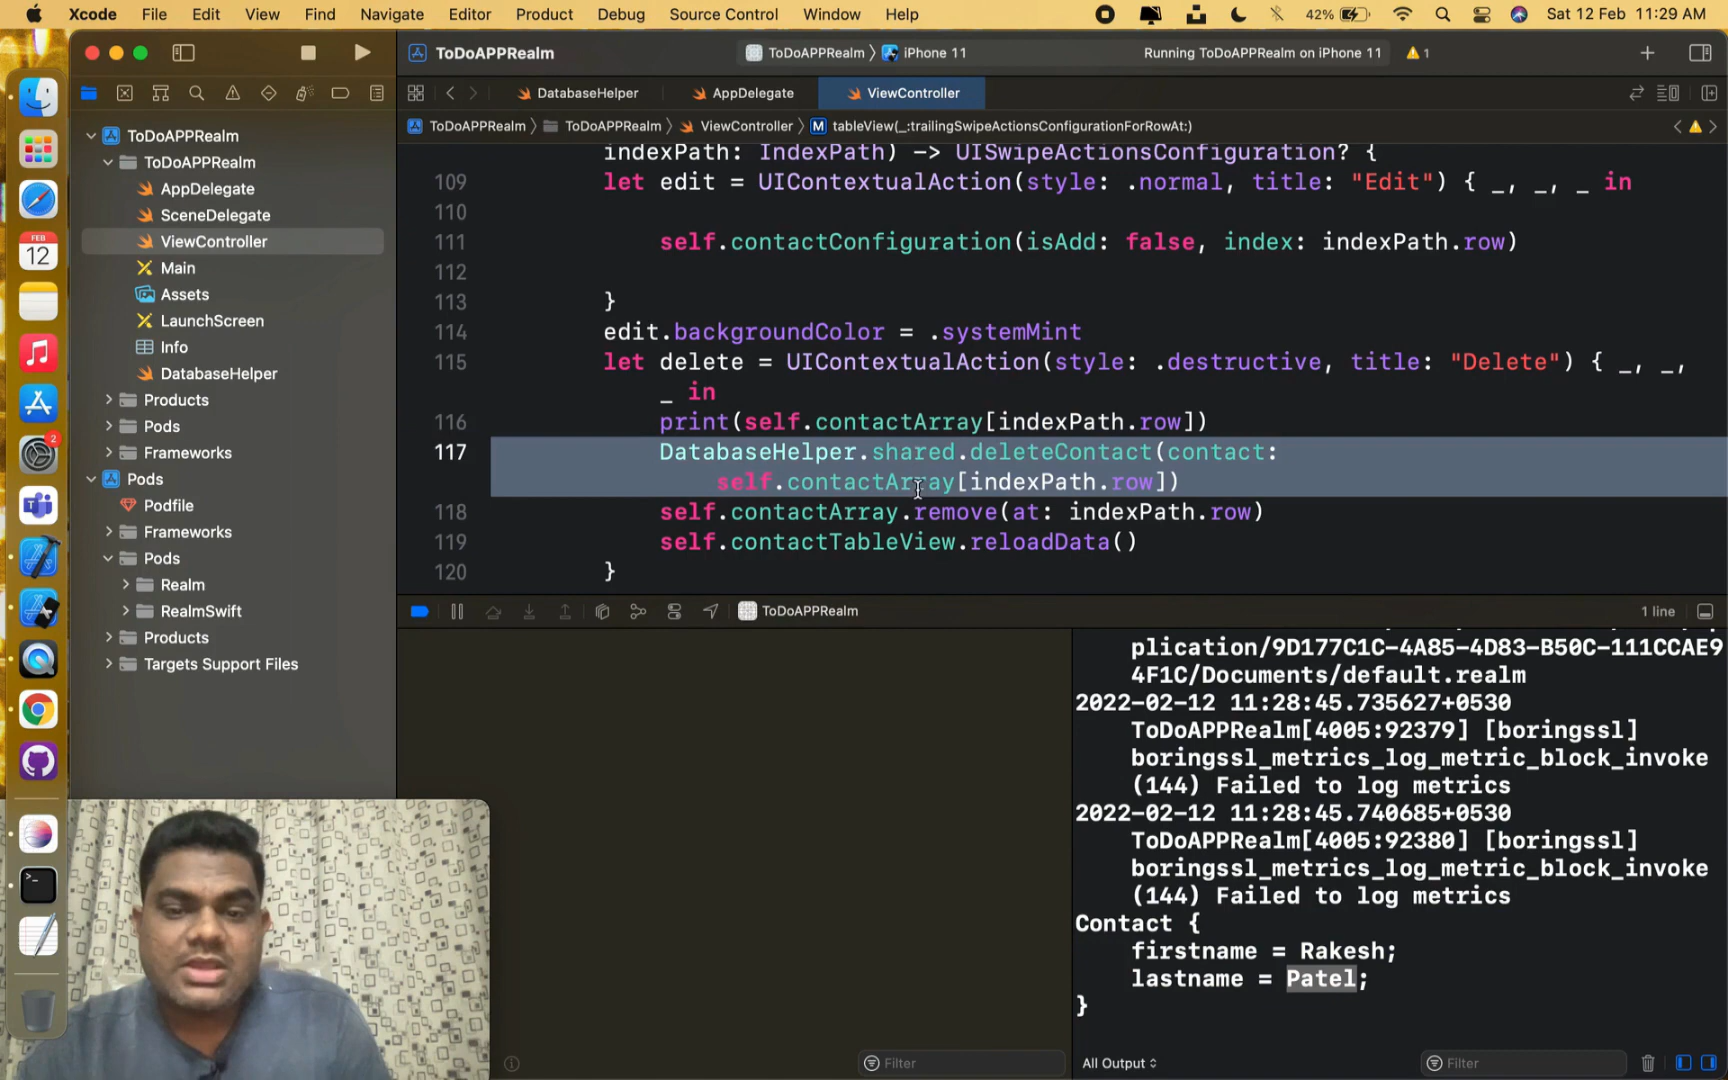 Xcode File Edit View Find Navigate Editor Product Debug Source Control Window Help 42% Sat 12 Feb 11:29 AM
ToDoAPPRealm ToDoAPPRealm iPhone 11 Running ToDoAPPRealm on iPhone 11 1
DatabaseHelper AppDelegate ViewController
ToDoAPPRealm ToDoAPPRealm ViewController M tableView(_:trailingSwipeActionsConfigurationForRowAt:)
FEB
12
2
ToDoAPPRealm
ToDoAPPRealm
AppDelegate
SceneDelegate
ViewController
Main
Assets
LaunchScreen
Info
DatabaseHelper
Products
Pods
Frameworks
Pods
Podfile
Frameworks
Pods
Realm
RealmSwift
Products
Targets Support Files
indexPath: IndexPath) -> UISwipeActionsConfiguration? {
109 let edit = UIContextualAction(style: .normal, title: "Edit") { _, _, _ in
110
111 self.contactConfiguration(isAdd: false, index: indexPath.row)
112
113 }
114 edit.backgroundColor = .systemMint
115 let delete = UIContextualAction(style: .destructive, title: "Delete") { _, _,
_ in
116 print(self.contactArray[indexPath.row])
117 DatabaseHelper.shared.deleteContact(contact:
self.contactArray[indexPath.row])
118 self.contactArray.remove(at: indexPath.row)
119 self.contactTableView.reloadData()
120 }
ToDoAPPRealm 1 line
plication/9D177C1C-4A85-4D83-B50C-111CCAE9
4F1C/Documents/default.realm
2022-02-12 11:28:45.735627+0530
ToDoAPPRealm[4005:92379] [boringssl]
boringssl_metrics_log_metric_block_invoke
(144) Failed to log metrics
2022-02-12 11:28:45.740685+0530
ToDoAPPRealm[4005:92380] [boringssl]
boringssl_metrics_log_metric_block_invoke
(144) Failed to log metrics
Contact {
firstname = Rakesh;
lastname = Patel;
}
Filter All Output Filter